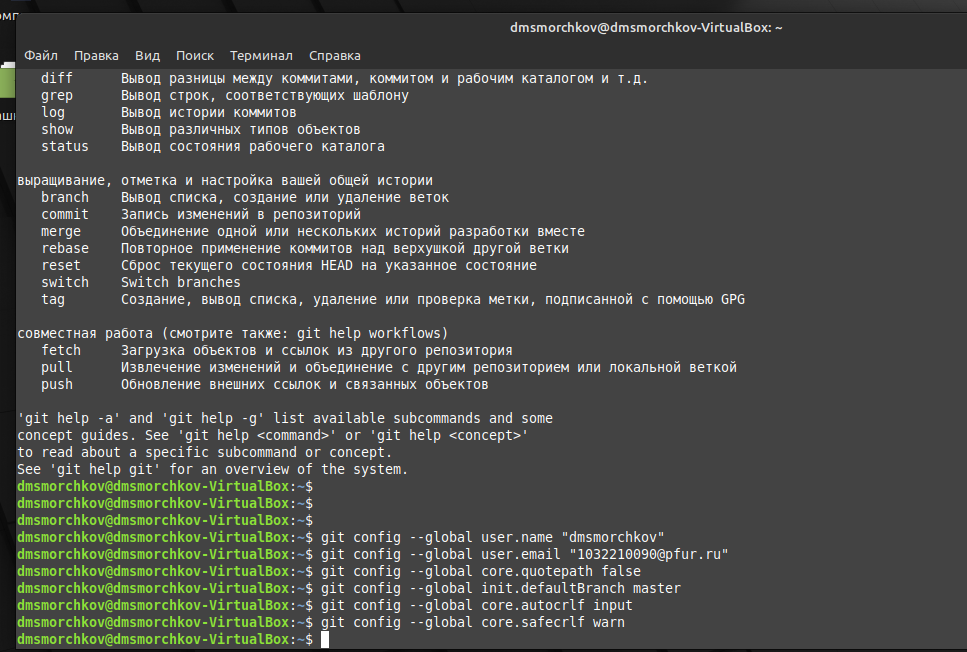 dmsmorchkov@dmsmorchkov-VirtualBox: ~
Файл Правка Вид Поиск Терминал Справка
diff Вывод разницы между коммитами, коммитом и рабочим каталогом и т.д.
grep Вывод строк, соответствующих шаблону
log Вывод истории коммитов
show Вывод различных типов объектов
status Вывод состояния рабочего каталога
выращивание, отметка и настройка вашей общей истории
branch Вывод списка, создание или удаление веток
commit Запись изменений в репозиторий
merge Объединение одной или нескольких историй разработки вместе
rebase Повторное применение коммитов над верхушкой другой ветки
reset Сброс текущего состояния HEAD на указанное состояние
switch Switch branches
tag Создание, вывод списка, удаление или проверка метки, подписанной с помощью GPG
совместная работа (смотрите также: git help workflows)
fetch Загрузка объектов и ссылок из другого репозитория
pull Извлечение изменений и объединение с другим репозиторием или локальной веткой
push Обновление внешних ссылок и связанных объектов
'git help -a' and 'git help -g' list available subcommands and some
concept guides. See 'git help <command>' or 'git help <concept>'
to read about a specific subcommand or concept.
See 'git help git' for an overview of the system.
dmsmorchkov@dmsmorchkov-VirtualBox:~$
dmsmorchkov@dmsmorchkov-VirtualBox:~$
dmsmorchkov@dmsmorchkov-VirtualBox:~$
dmsmorchkov@dmsmorchkov-VirtualBox:~$ git config --global user.name "dmsmorchkov"
dmsmorchkov@dmsmorchkov-VirtualBox:~$ git config --global user.email "1032210090@pfur.ru"
dmsmorchkov@dmsmorchkov-VirtualBox:~$ git config --global core.quotepath false
dmsmorchkov@dmsmorchkov-VirtualBox:~$ git config --global init.defaultBranch master
dmsmorchkov@dmsmorchkov-VirtualBox:~$ git config --global core.autocrlf input
dmsmorchkov@dmsmorchkov-VirtualBox:~$ git config --global core.safecrlf warn
dmsmorchkov@dmsmorchkov-VirtualBox:~$